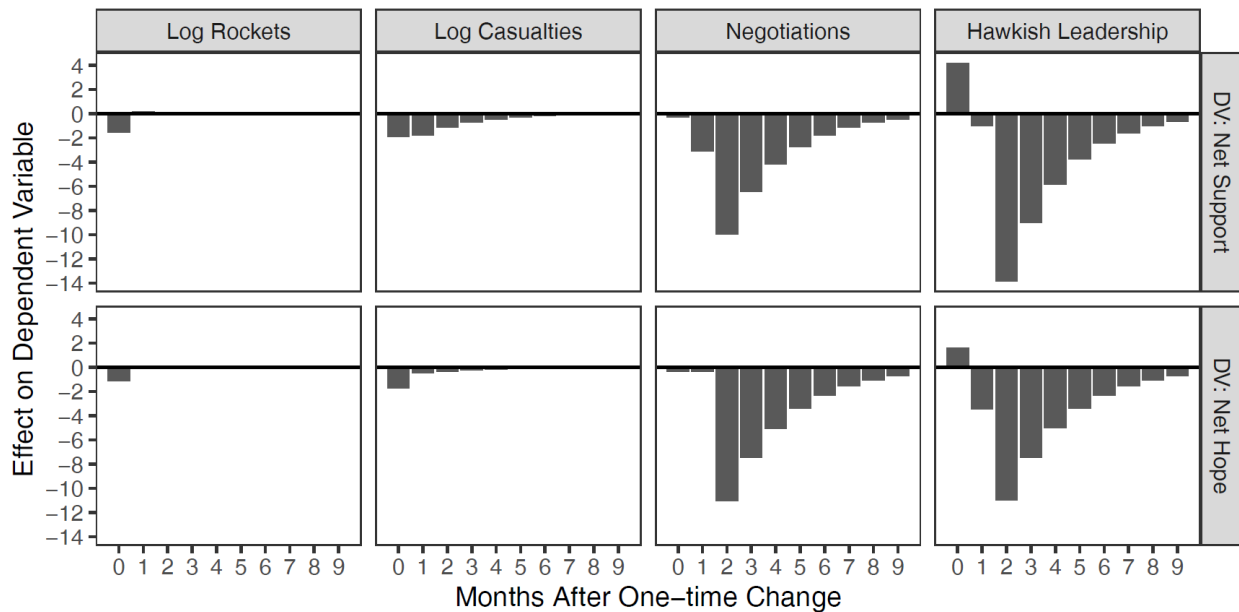 Log Rockets
Log Casualties
Negotiations
Hawkish Leadership
Effect on Dependent Variable
4
2
0
−2
−4
−6
−8
−10
−12
−14
DV: Net Support
4
2
0
−2
−4
−6
−8
−10
−12
−14
DV: Net Hope
0 1 2 3 4 5 6 7 8 9
0 1 2 3 4 5 6 7 8 9
0 1 2 3 4 5 6 7 8 9
0 1 2 3 4 5 6 7 8 9
Months After One−time Change